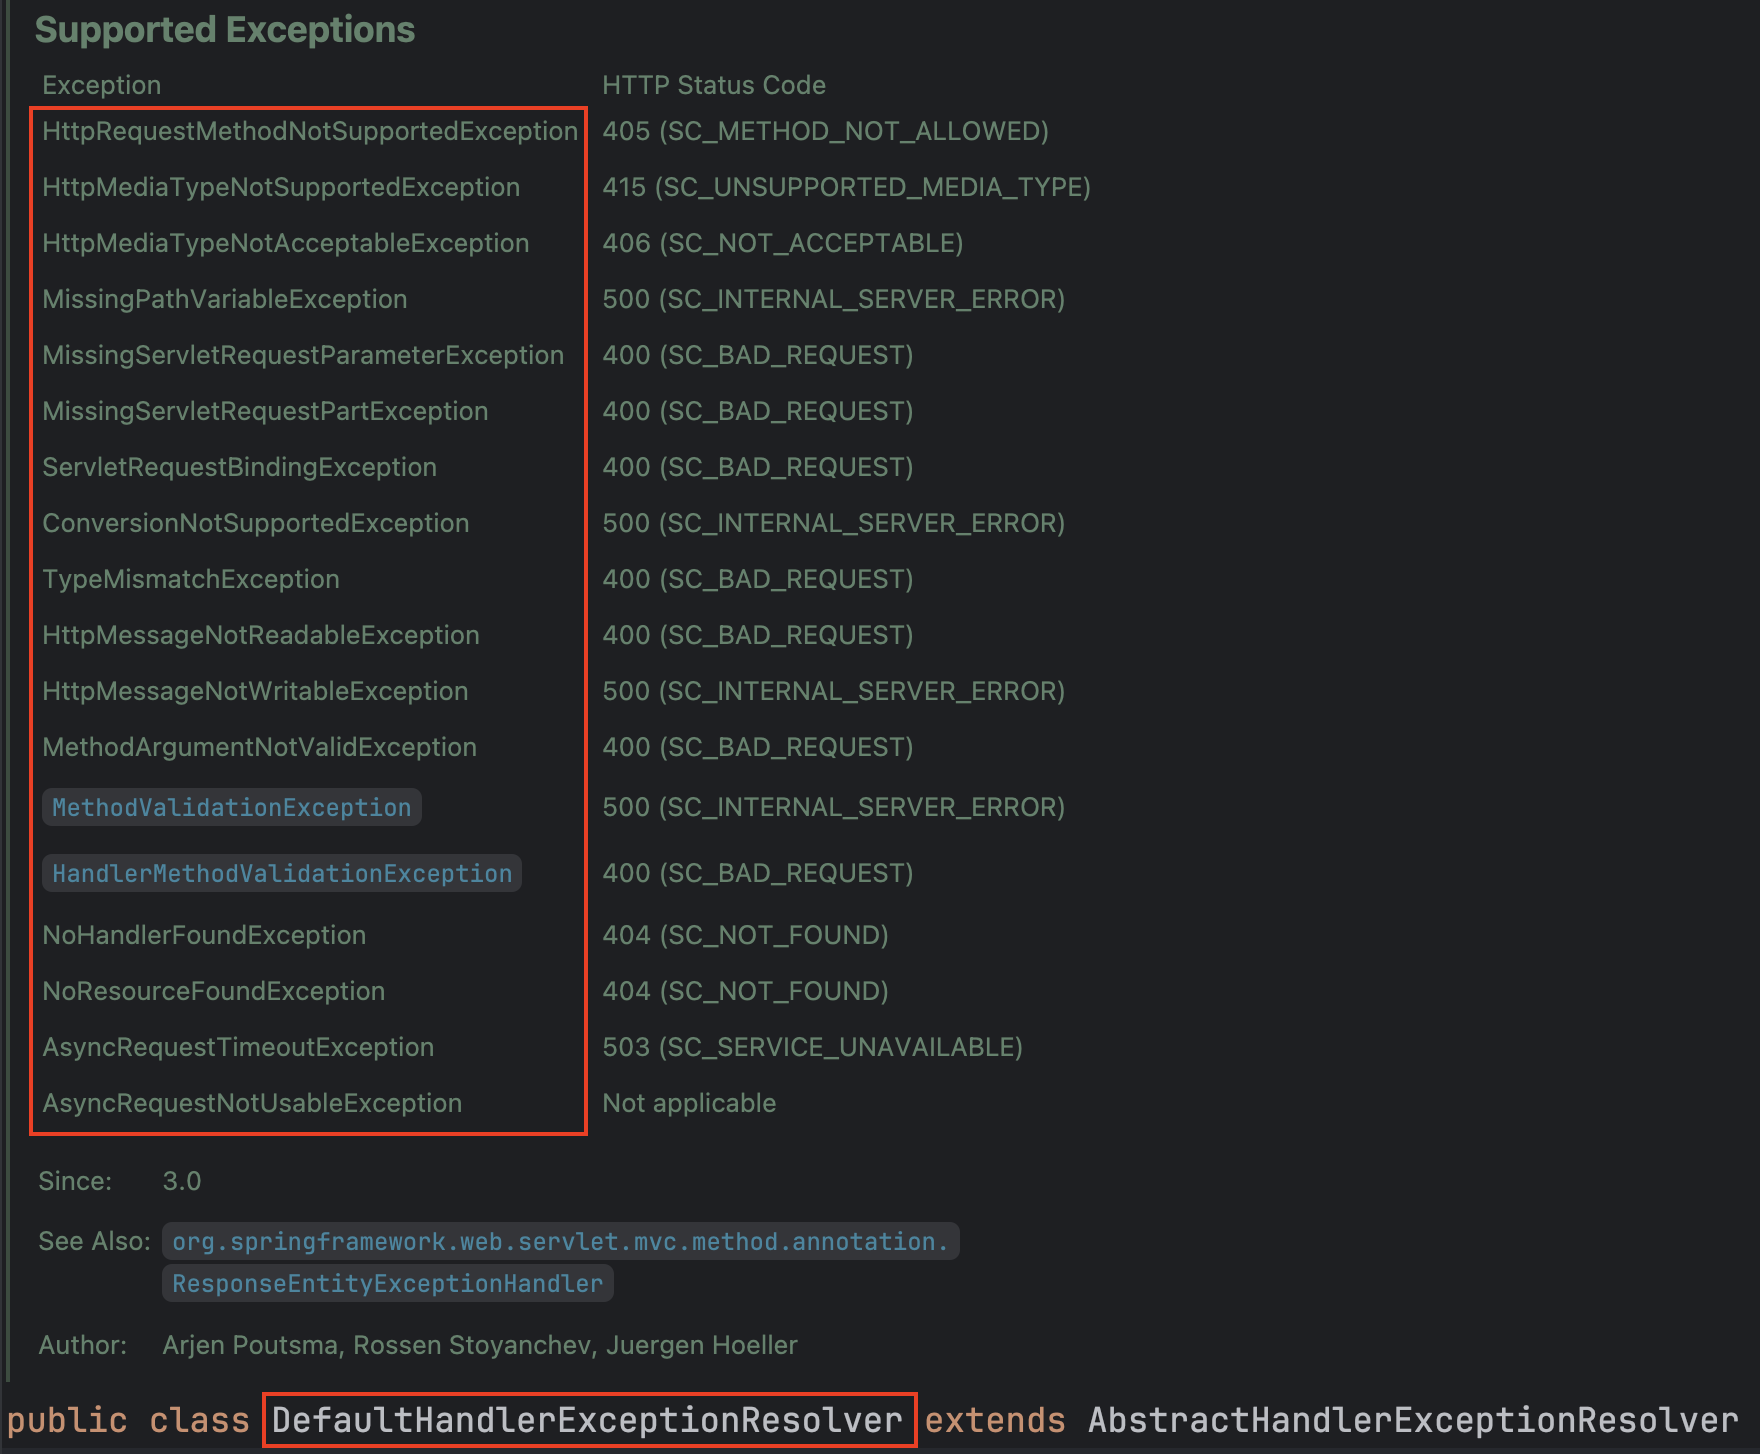 Supported Exceptions
Exception HTTP Status Code
HttpRequestMethodNotSupportedException 405 (SC_METHOD_NOT_ALLOWED)
HttpMediaTypeNotSupportedException 415 (SC_UNSUPPORTED_MEDIA_TYPE)
HttpMediaTypeNotAcceptableException 406 (SC_NOT_ACCEPTABLE)
MissingPathVariableException 500 (SC_INTERNAL_SERVER_ERROR)
MissingServletRequestParameterException 400 (SC_BAD_REQUEST)
MissingServletRequestPartException 400 (SC_BAD_REQUEST)
ServletRequestBindingException 400 (SC_BAD_REQUEST)
ConversionNotSupportedException 500 (SC_INTERNAL_SERVER_ERROR)
TypeMismatchException 400 (SC_BAD_REQUEST)
HttpMessageNotReadableException 400 (SC_BAD_REQUEST)
HttpMessageNotWritableException 500 (SC_INTERNAL_SERVER_ERROR)
MethodArgumentNotValidException 400 (SC_BAD_REQUEST)
MethodValidationException 500 (SC_INTERNAL_SERVER_ERROR)
HandlerMethodValidationException 400 (SC_BAD_REQUEST)
NoHandlerFoundException 404 (SC_NOT_FOUND)
NoResourceFoundException 404 (SC_NOT_FOUND)
AsyncRequestTimeoutException 503 (SC_SERVICE_UNAVAILABLE)
AsyncRequestNotUsableException Not applicable
Since: 3.0
See Also: org.springframework.web.servlet.mvc.method.annotation.
ResponseEntityExceptionHandler
Author: Arjen Poutsma, Rossen Stoyanchev, Juergen Hoeller
public class DefaultHandlerExceptionResolver extends AbstractHandlerExceptionResolver